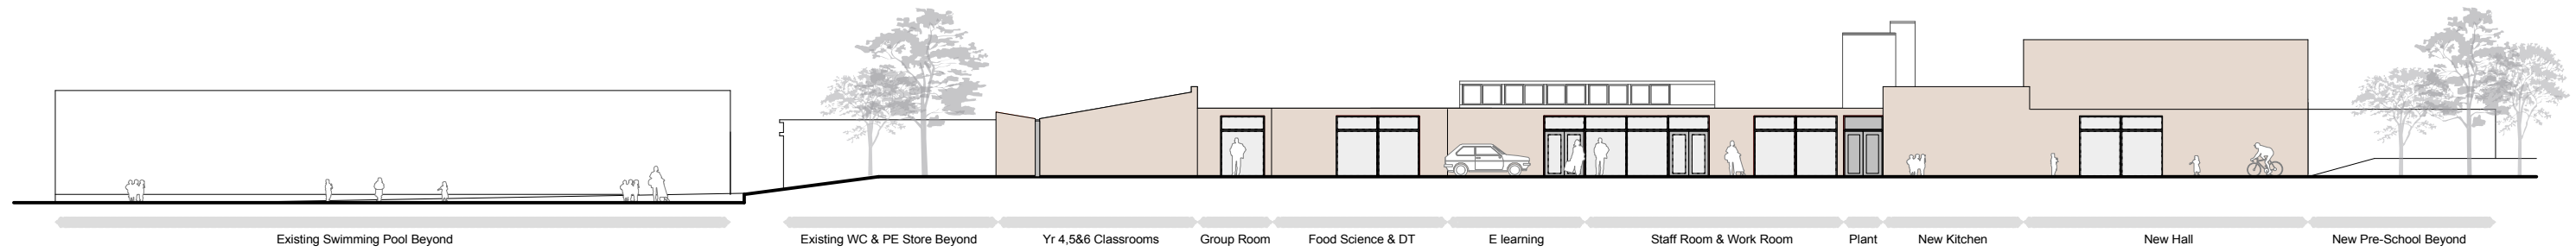 Existing Swimming Pool Beyond
Existing WC & PE Store Beyond
Yr 4,5&6 Classrooms
Group Room
Food Science & DT
E learning
Staff Room & Work Room
Plant
New Kitchen
New Hall
New Pre-School Beyond